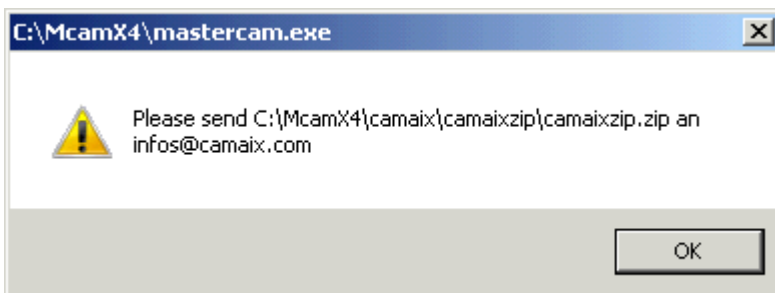 C:\McamX4\mastercam.exe
Please send C:\McamX4\camaix\camaixzip\camaixzip.zip an
infos@camaix.com
OK